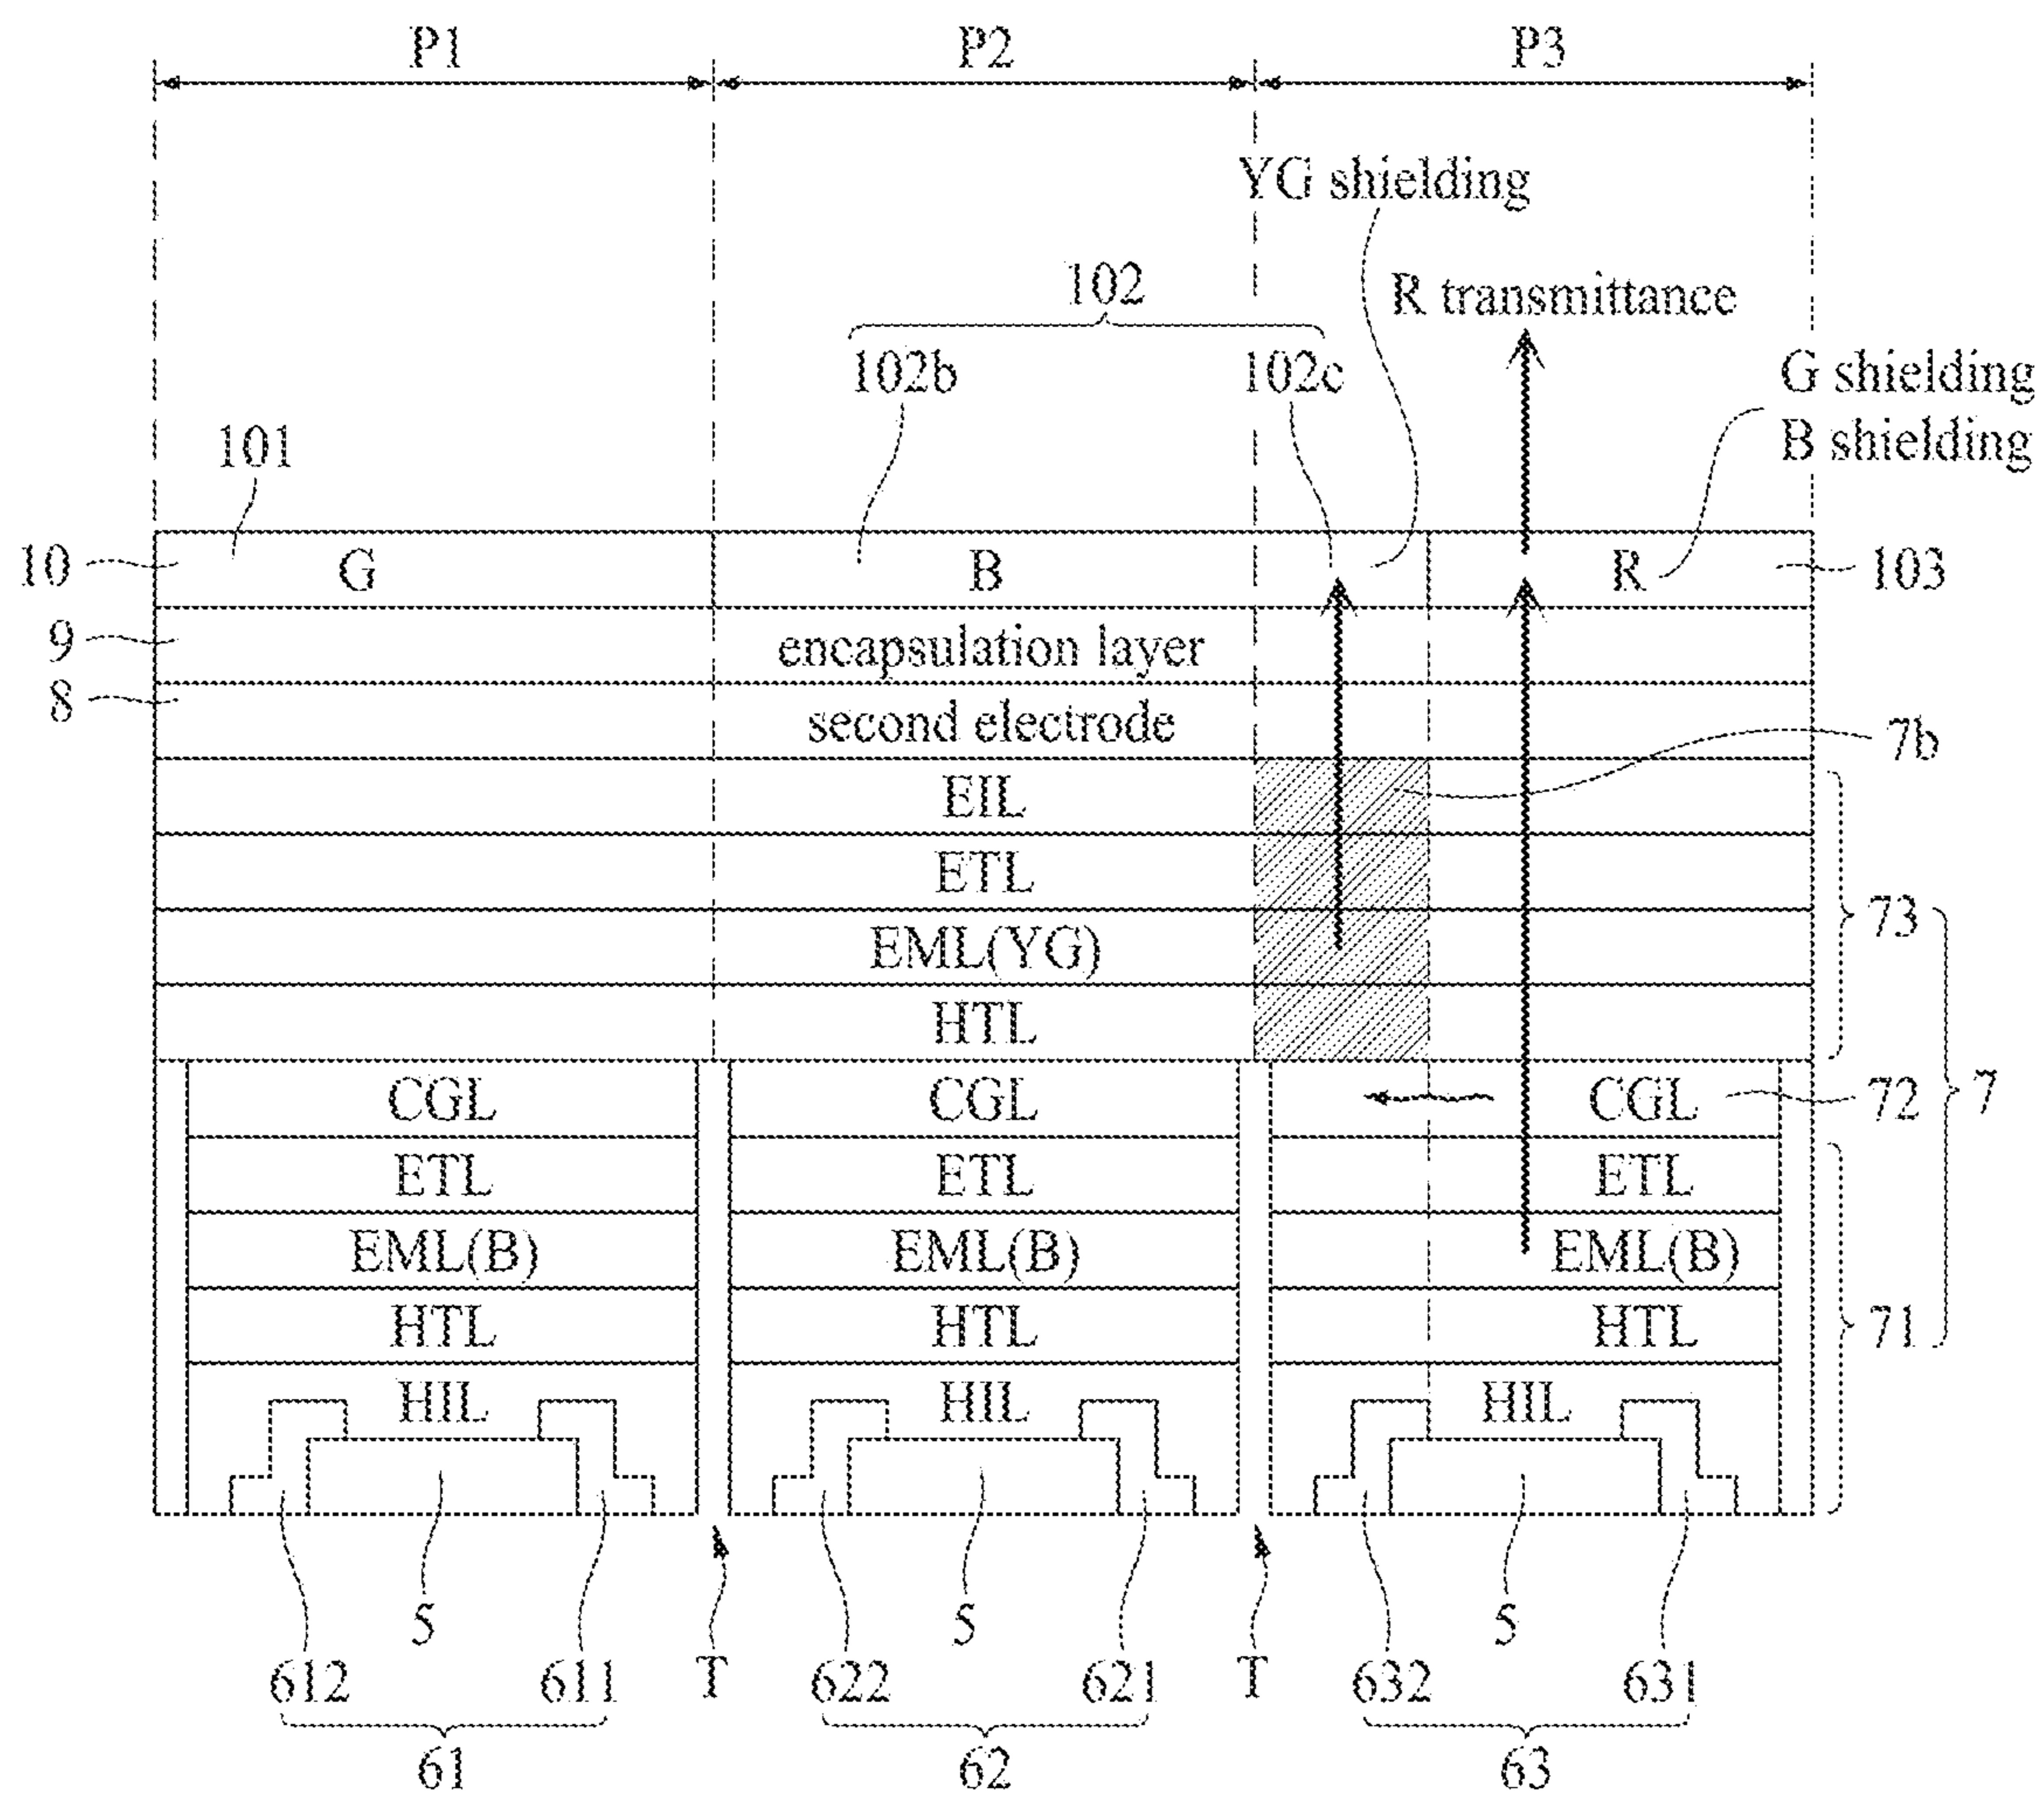 P1 P2 P3
YG shielding
102
R transmittance
102b 102c
G shielding
B shielding
101
10 G B R 103
9 encapsulation layer
8 second electrode
7b
EIL
ETL
73
EML(YG)
HTL
CGL CGL CGL 72 7
ETL ETL ETL
EML(B) EML(B) EML(B)
HTL HTL HTL 71
HIL HIL HIL
5 5 5
612 611 T 622 621 T 632 631
61 62 63